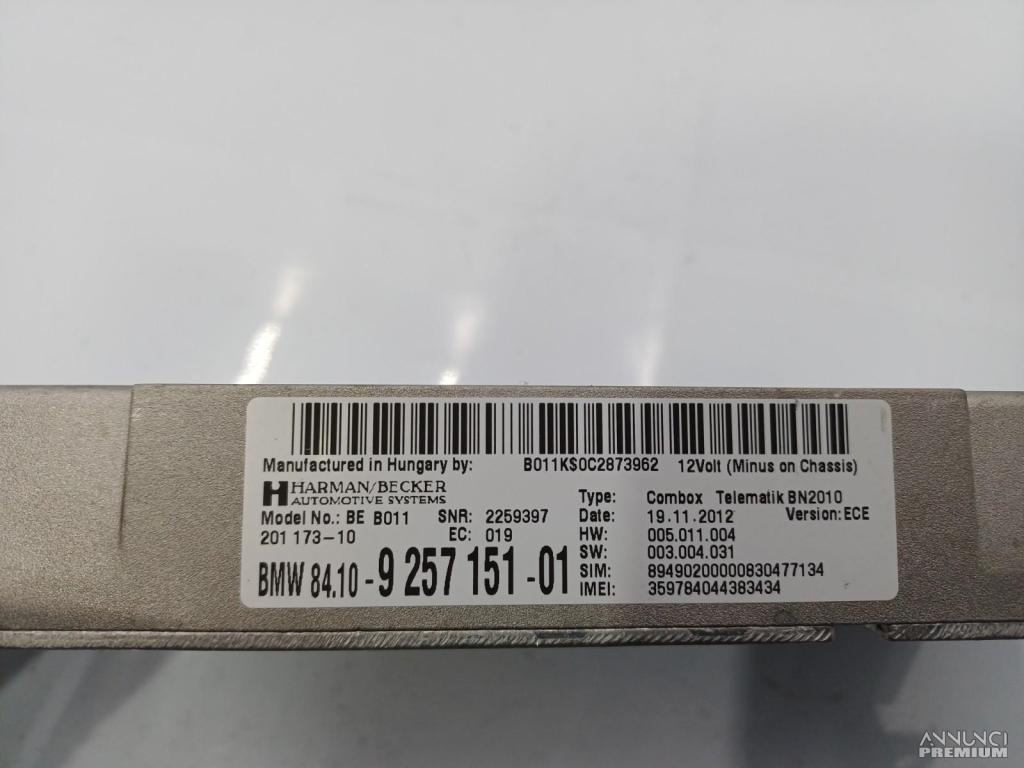 Manufactured in Hungary by: B011KS0C2873962 12Volt (Minus on Chassis)
HARMAN/BECKER
AUTOMOTIVE SYSTEMS
Model No.: BE B011 SNR: 2259397
201 173-10 EC: 019
BMW 84.10-9 257 151-01
Type: Combox Telematik BN2010
Date: 19.11.2012 Version: ECE
HW: 005.011.004
SW: 003.004.031
SIM: 89490200000830477134
IMEI: 359784044383434
ANNUNCI
PREMIUM